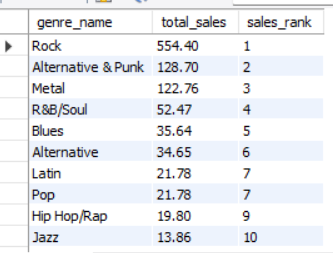 genre_name total_sales sales_rank
Rock 554.40 1
Alternative & Punk 128.70 2
Metal 122.76 3
R&B/Soul 52.47 4
Blues 35.64 5
Alternative 34.65 6
Latin 21.78 7
Pop 21.78 7
Hip Hop/Rap 19.80 9
Jazz 13.86 10